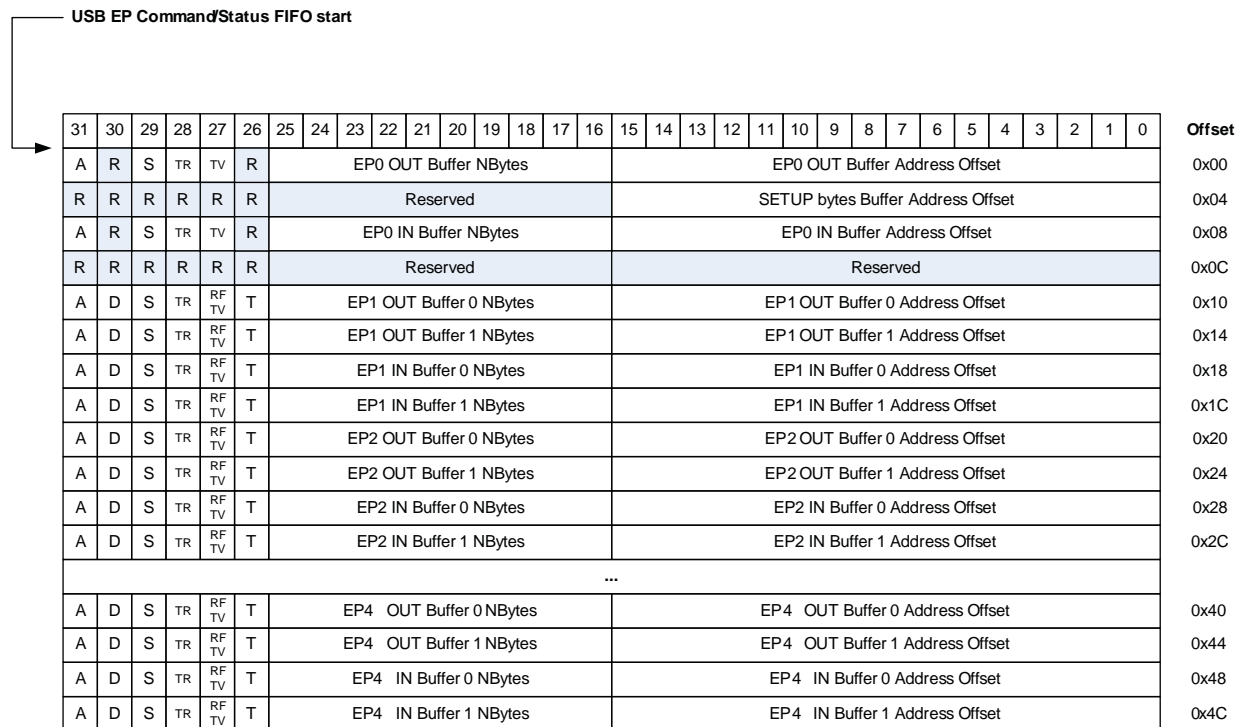 USB EP Command/Status FIFO start
31 30 29 28 27 26 25 24 23 22 21 20 19 18 17 16 15 14 13 12 11 10 9 8 7 6 5 4 3 2 1 0 Offset
A R S TR TV R EP0 OUT Buffer NBytes EP0 OUT Buffer Address Offset 0x00
R R R R R R Reserved SETUP bytes Buffer Address Offset 0x04
A R S TR TV R EP0 IN Buffer NBytes EP0 IN Buffer Address Offset 0x08
R R R R R R Reserved Reserved 0x0C
A D S TR RF TV T EP1 OUT Buffer 0 NBytes EP1 OUT Buffer 0 Address Offset 0x10
A D S TR RF TV T EP1 OUT Buffer 1 NBytes EP1 OUT Buffer 1 Address Offset 0x14
A D S TR RF TV T EP1 IN Buffer 0 NBytes EP1 IN Buffer 0 Address Offset 0x18
A D S TR RF TV T EP1 IN Buffer 1 NBytes EP1 IN Buffer 1 Address Offset 0x1C
A D S TR RF TV T EP2 OUT Buffer 0 NBytes EP2 OUT Buffer 0 Address Offset 0x20
A D S TR RF TV T EP2 OUT Buffer 1 NBytes EP2 OUT Buffer 1 Address Offset 0x24
A D S TR RF TV T EP2 IN Buffer 0 NBytes EP2 IN Buffer 0 Address Offset 0x28
A D S TR RF TV T EP2 IN Buffer 1 NBytes EP2 IN Buffer 1 Address Offset 0x2C
...
A D S TR RF TV T EP4 OUT Buffer 0 NBytes EP4 OUT Buffer 0 Address Offset 0x40
A D S TR RF TV T EP4 OUT Buffer 1 NBytes EP4 OUT Buffer 1 Address Offset 0x44
A D S TR RF TV T EP4 IN Buffer 0 NBytes EP4 IN Buffer 0 Address Offset 0x48
A D S TR RF TV T EP4 IN Buffer 1 NBytes EP4 IN Buffer 1 Address Offset 0x4C